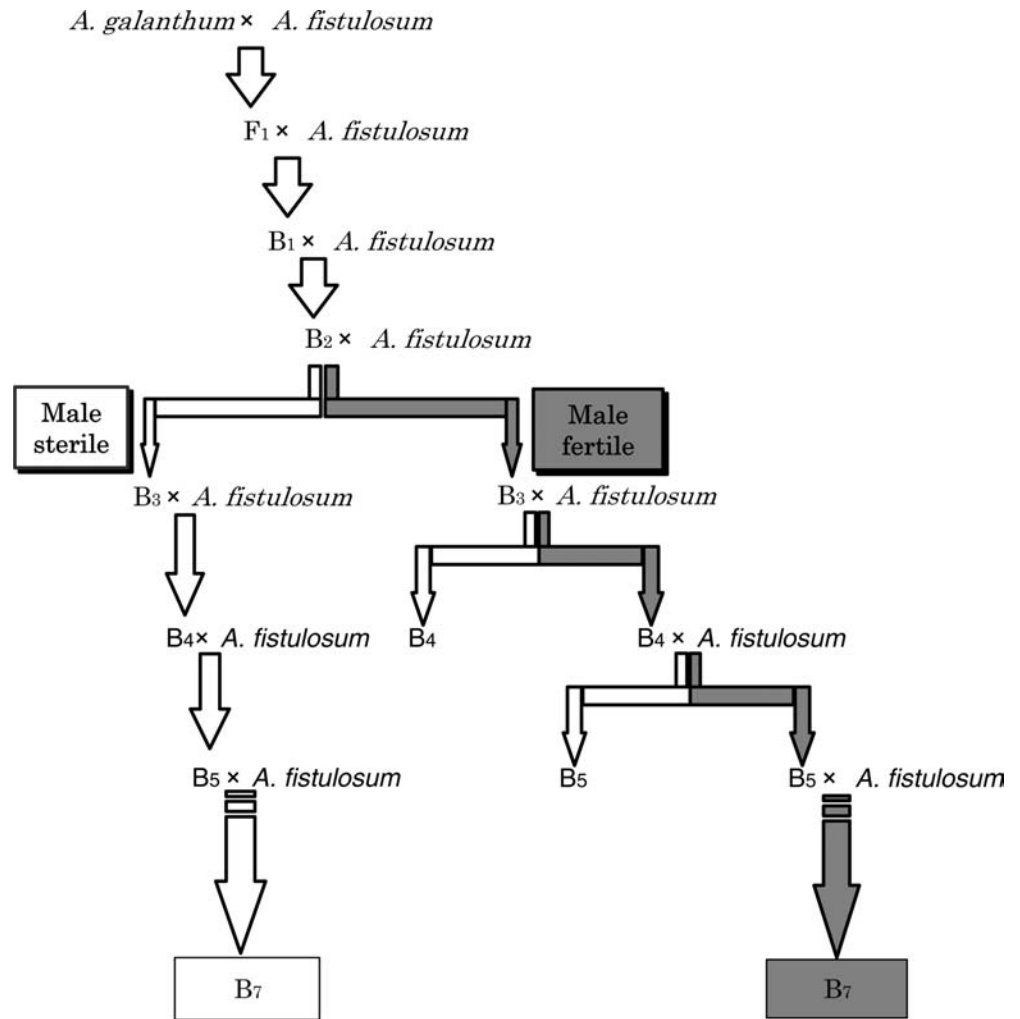 A. galanthum × A. fistulosum
F1 × A. fistulosum
B1 × A. fistulosum
B2 × A. fistulosum
Male
sterile
Male
fertile
B3 × A. fistulosum
B3 × A. fistulosum
B4× A. fistulosum
B4
B4 × A. fistulosum
B5 × A. fistulosum
B5
B5 × A. fistulosum
B7
B7